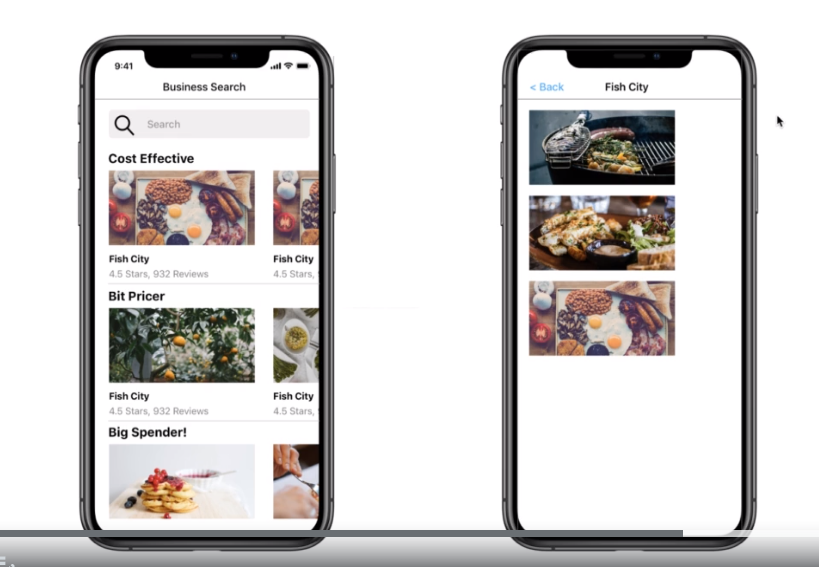 9:41
Business Search
Search
Cost Effective
Fish City
Fish City
4.5 Stars, 932 Reviews
4.5 Stars,
Bit Pricer
Fish City
Fish City
4.5 Stars, 932 Reviews
4.5 Stars,
Big Spender!
< Back
Fish City